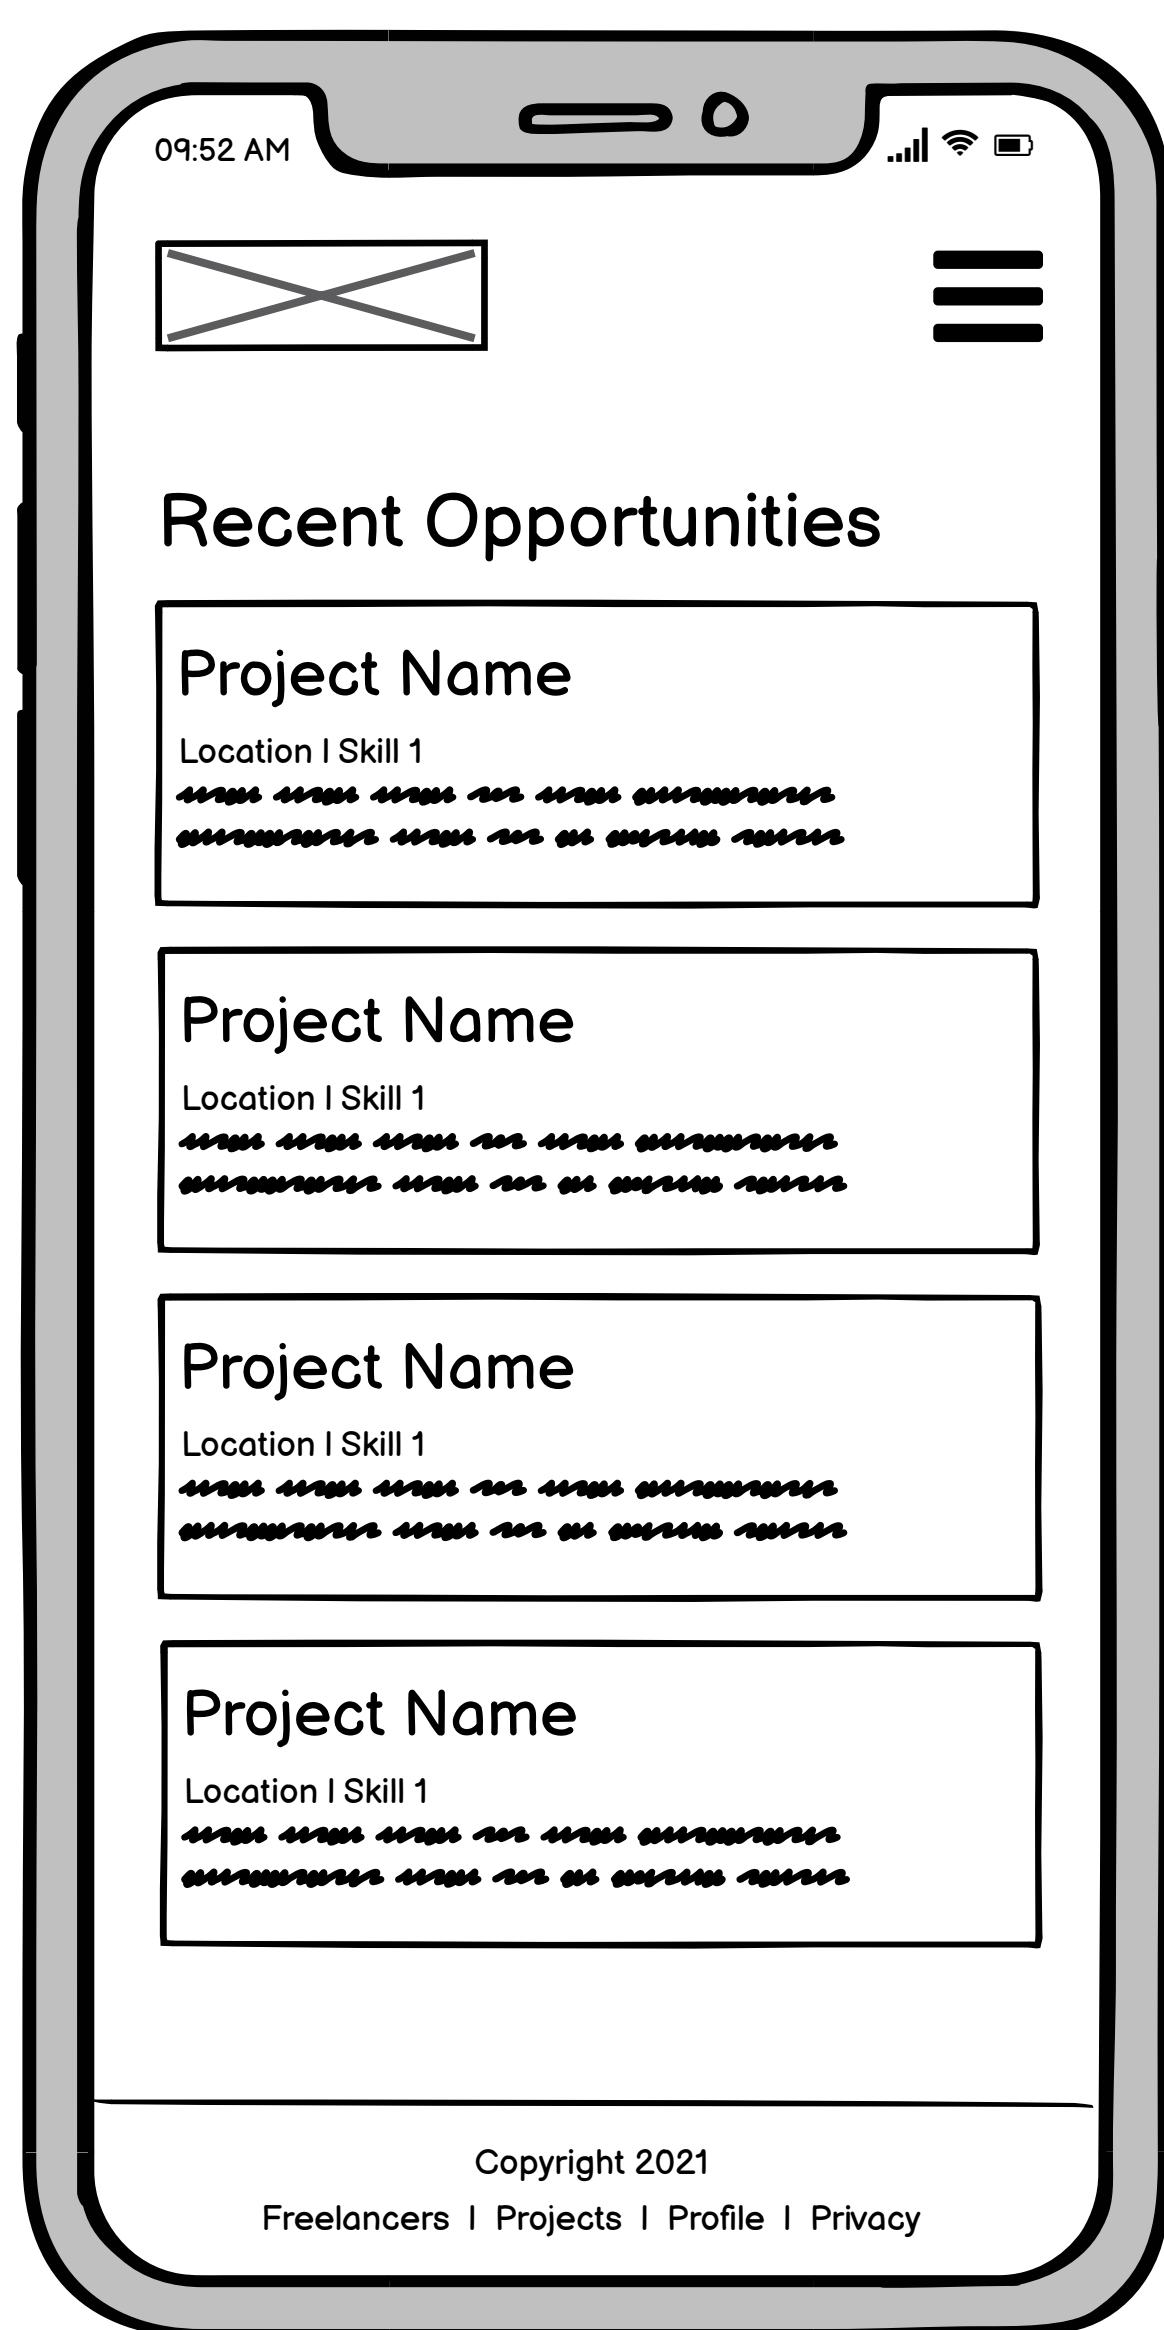 09:52 AM
Recent Opportunities
Project Name
Location | Skill 1
Project Name
Location | Skill 1
Project Name
Location | Skill 1
Project Name
Location | Skill 1
Copyright 2021
Freelancers | Projects | Profile | Privacy